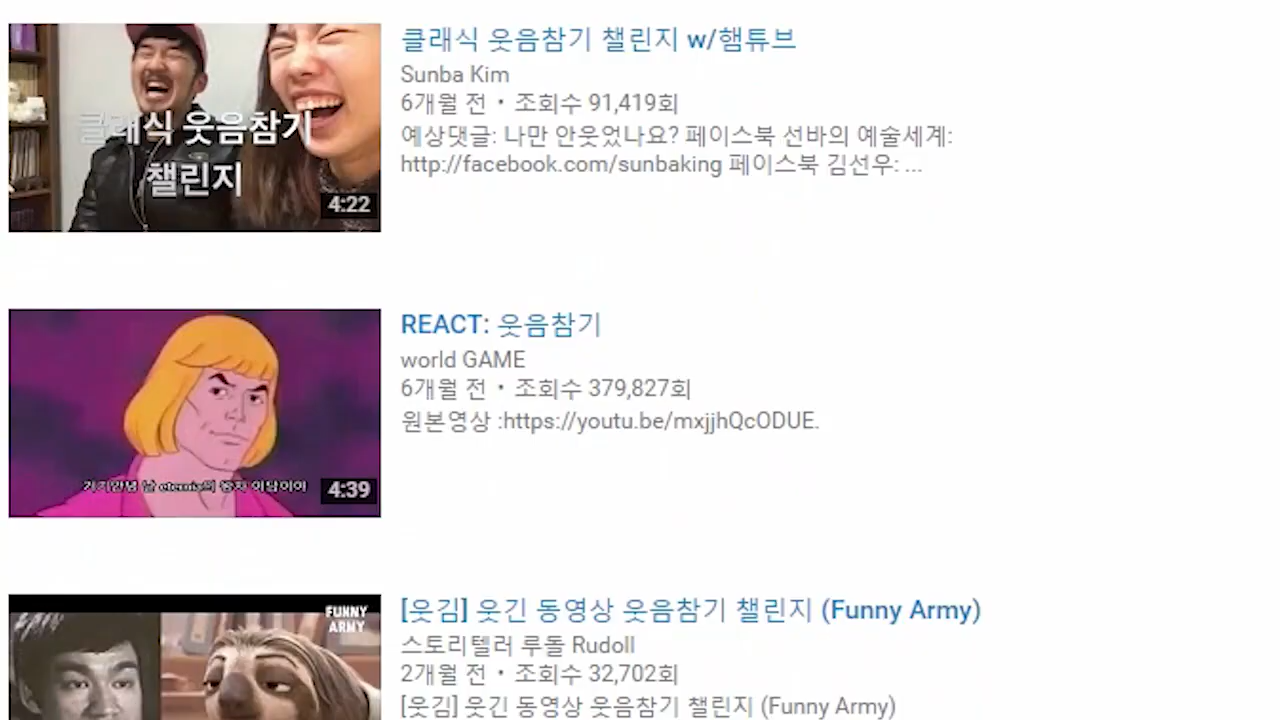 클래식 웃음참기 챌린지 w/햄튜브
Sunba Kim
6개월 전 • 조회수 91,419회
예상댓글: 나만 안웃었나요? 페이스북 선바의 예술세계:
http://facebook.com/sunbaking 페이스북 김선우: ...
클래식 웃음참기
챌린지
4:22
REACT: 웃음참기
world GAME
6개월 전 • 조회수 379,827회
원본영상 :https://youtu.be/mxjjhQcODUE.
4:39
[웃김] 웃긴 동영상 웃음참기 챌린지 (Funny Army)
스토리텔러 루돌 Rudoll
2개월 전 • 조회수 32,702회
[웃김] 웃긴 동영상 웃음참기 챌린지 (Funny Army)
FUNNY
ARMY